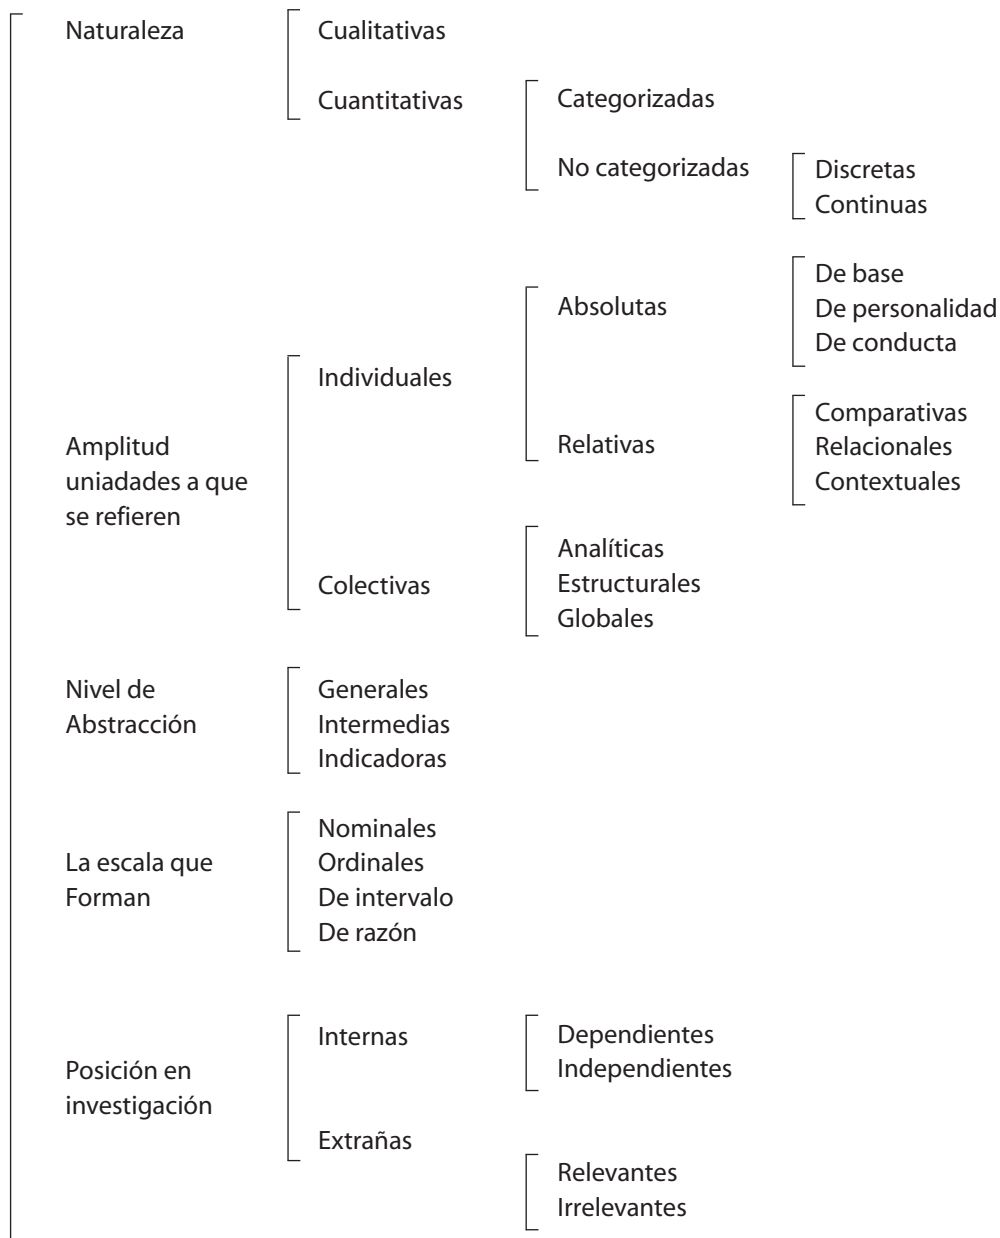 Naturaleza
Cualitativas
Cuantitativas
Categorizadas
No categorizadas
Discretas
Continuas
Amplitud
uniadades a que
se refieren
Individuales
Absolutas
De base
De personalidad
De conducta
Relativas
Comparativas
Relacionales
Contextuales
Colectivas
Analíticas
Estructurales
Globales
Nivel de
Abstracción
Generales
Intermedias
Indicadoras
La escala que
Forman
Nominales
Ordinales
De intervalo
De razón
Posición en
investigación
Internas
Dependientes
Independientes
Extrañas
Relevantes
Irrelevantes